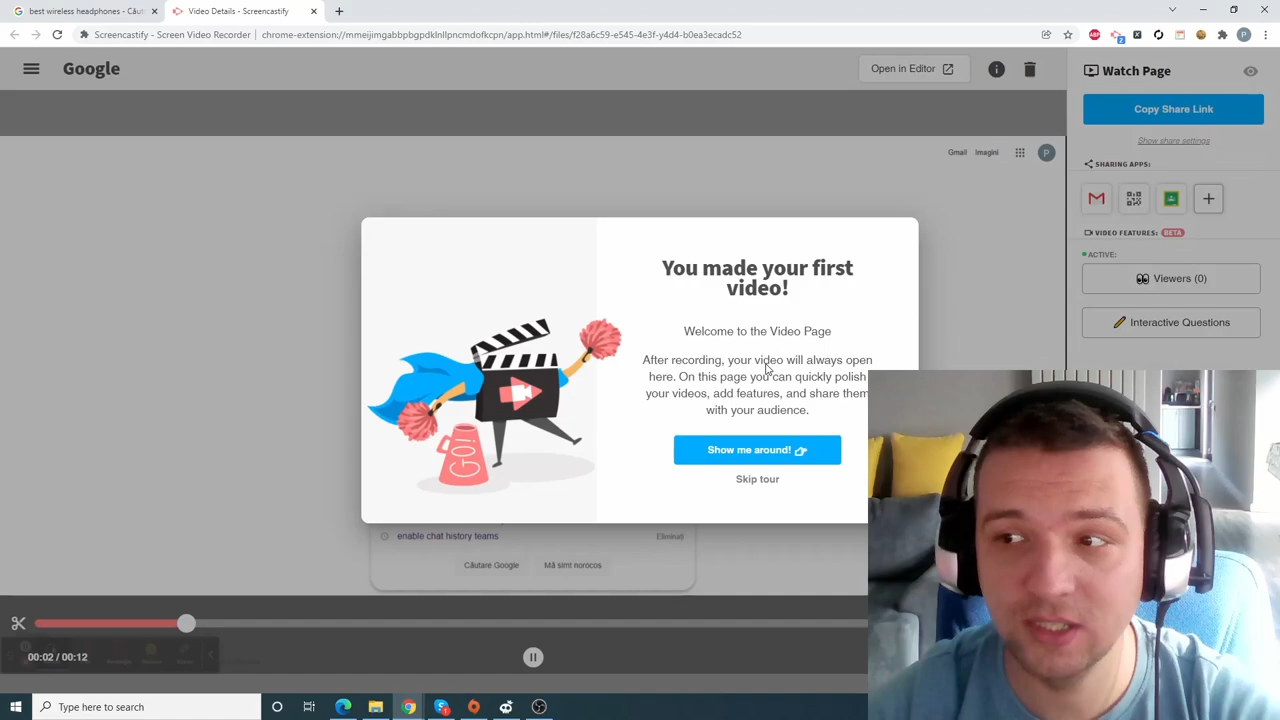 best wireless headphones - Cău
Video Details - Screencastify
Screencastify - Screen Video Recorder
chrome-extension://mmeijimgabbpbgpdklnllpncmdofkcpn/app.html#/files/f28a6c59-e545-4e3f-y4d4-b0ea3ecadc52
ABP
2
P
Google
Open in Editor
Watch Page
Copy Share Link
Show share settings
SHARING APPS:
VIDEO FEATURES: BETA
ACTIVE:
Viewers (0)
Interactive Questions
Gmail
Imagini
P
You made your first
video!
Welcome to the Video Page
After recording, your video will always open
here. On this page you can quickly polish
your videos, add features, and share them
with your audience.
Show me around!
Skip tour
GO!
enable chat history teams
Elimină
Căutare Google
Mă simt norocos
00:02 / 00:12
Type here to search